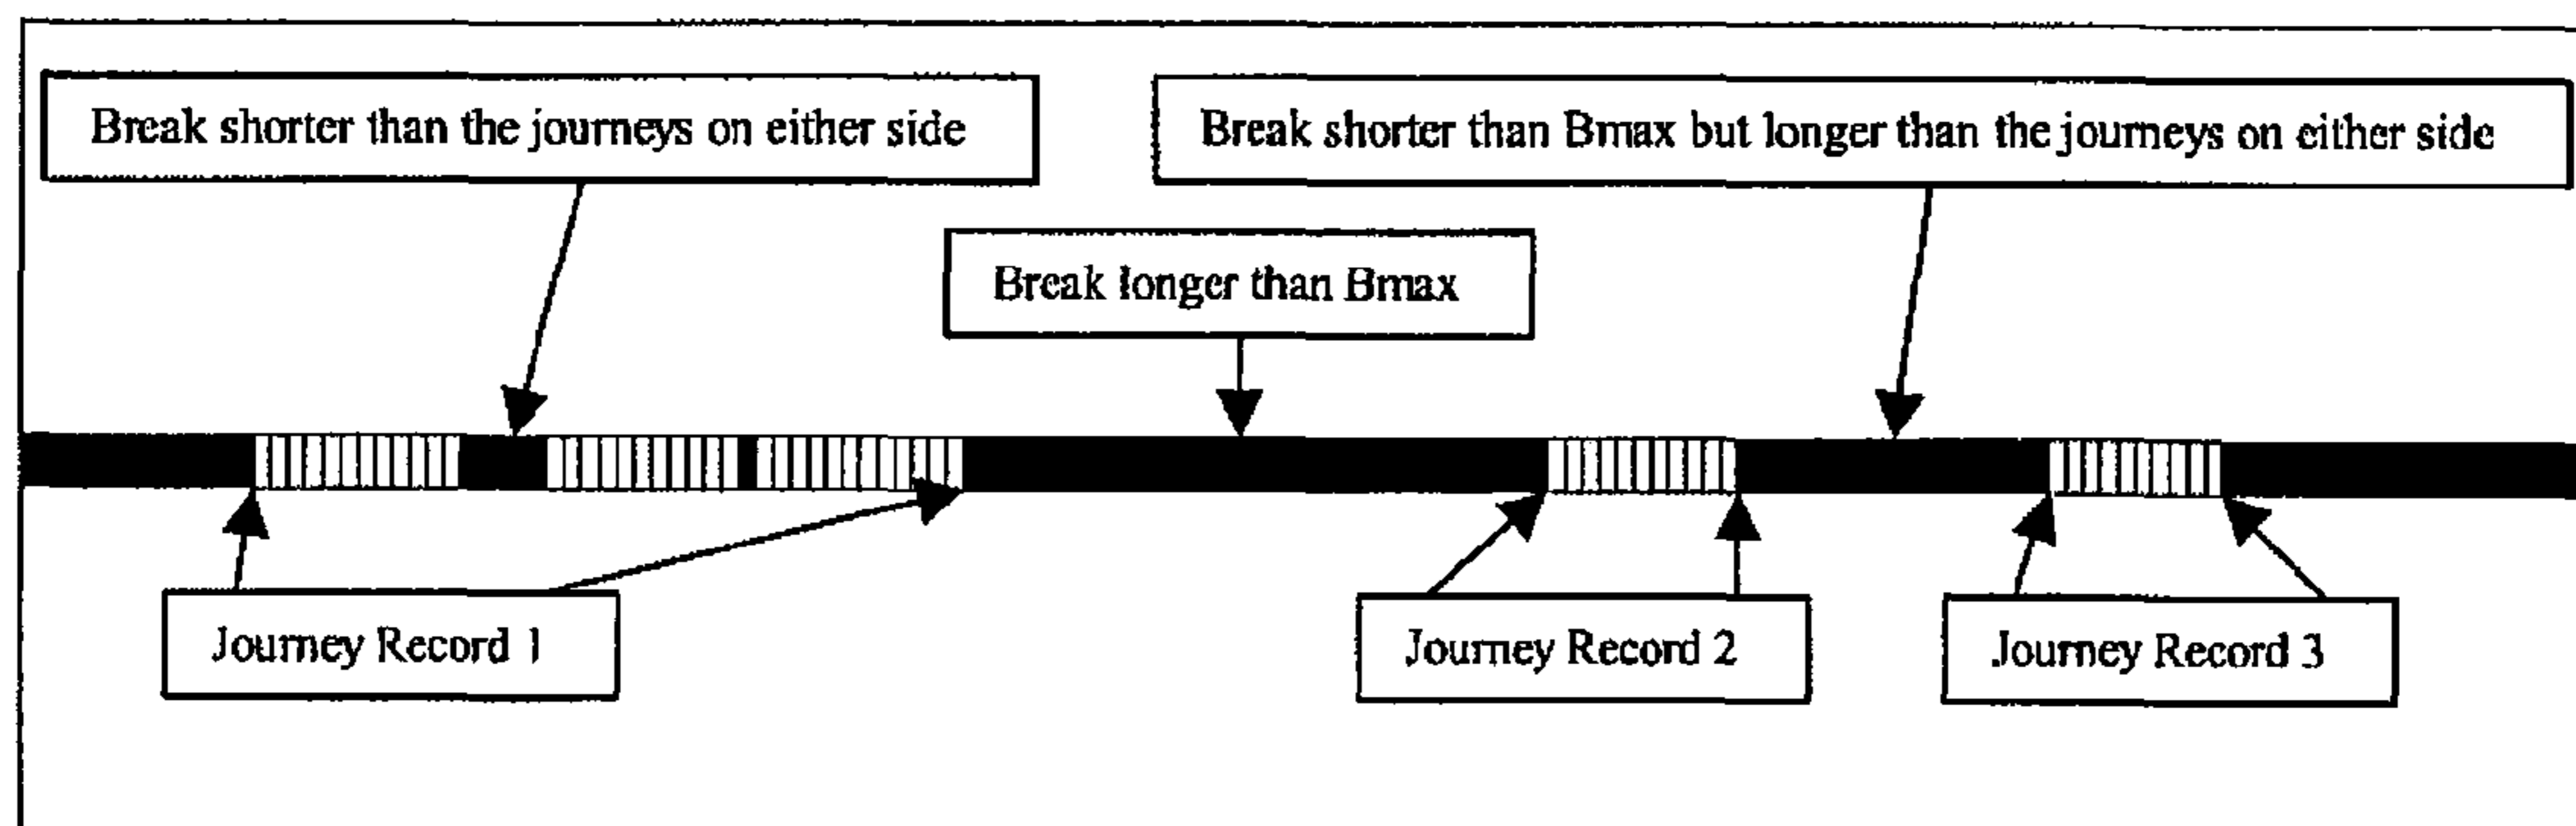 Break shorter than the journeys on either side
Break shorter than Bmax but longer than the journeys on either side
Break longer than Bmax
Journey Record 1
Journey Record 2
Journey Record 3